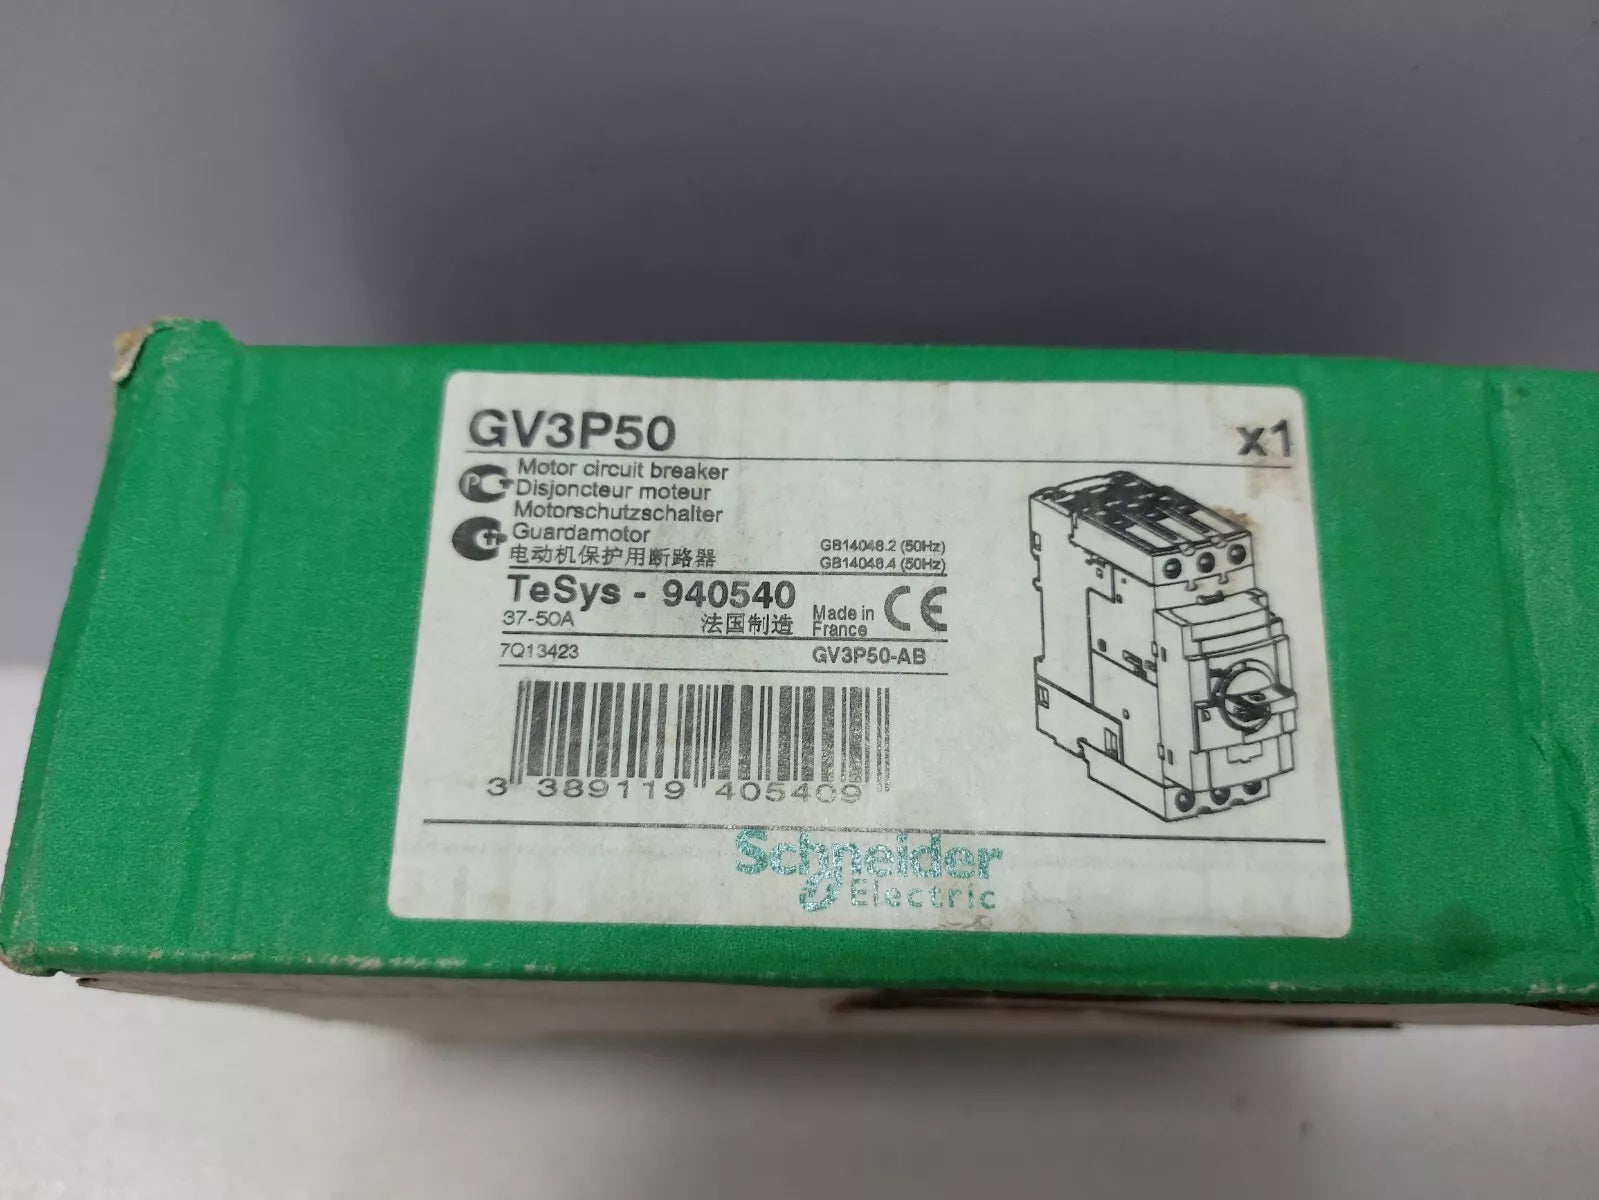 GV3P50
x1
Motor circuit breaker
Disjoncteur moteur
Motorschutzschalter
Guardamotor
电动机保护用断路器
GB14048.2 (50Hz)
GB14048.4 (50Hz)
TeSys - 940540
37-50A
法国制造
Made in
France
CE
7Q13423
GV3P50-AB
3 389119 405409
Schneider
Electric